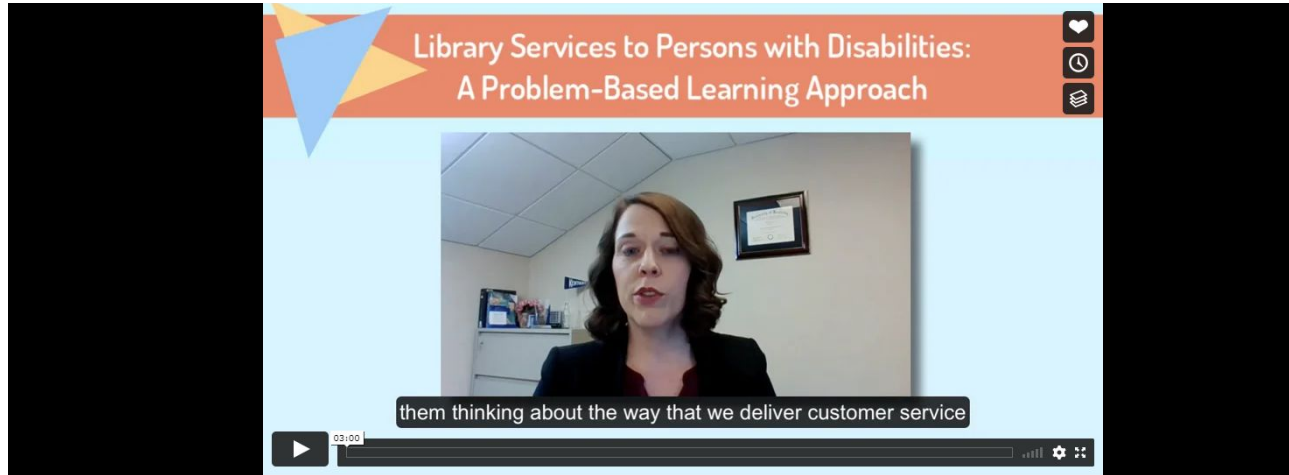 Library Services to Persons with Disabilities:
A Problem-Based Learning Approach
them thinking about the way that we deliver customer service
03:00